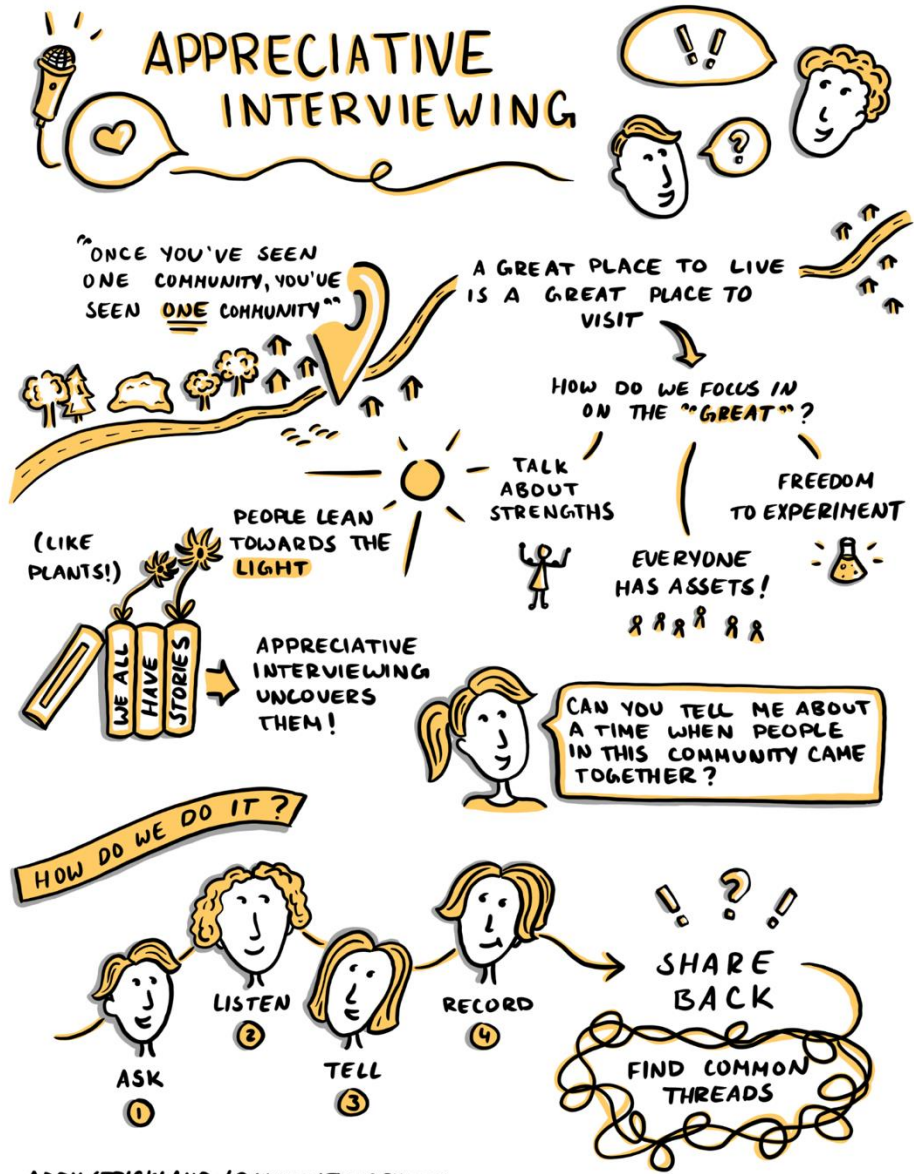 APPRECIATIVE
INTERVIEWING
!!
?
"ONCE YOU'VE SEEN
ONE COMMUNITY, YOU'VE
SEEN ONE COMMUNITY"
A GREAT PLACE TO LIVE
IS A GREAT PLACE TO
VISIT
HOW DO WE FOCUS IN
ON THE "GREAT"?
TALK
ABOUT
STRENGTHS
EVERYONE
HAS ASSETS!
FREEDOM
TO EXPERIMENT
(LIKE
PLANTS!)
PEOPLE LEAN
TOWARDS THE
LIGHT
WE ALL
HAVE
STORIES
APPRECIATIVE
INTERVIEWING
UNCOVERS
THEM!
CAN YOU TELL ME ABOUT
A TIME WHEN PEOPLE
IN THIS COMMUNITY CAME
TOGETHER?
HOW DO WE DO IT?
ASK
1
LISTEN
2
TELL
3
RECORD
4
! ? !
SHARE
BACK
FIND COMMON
THREADS